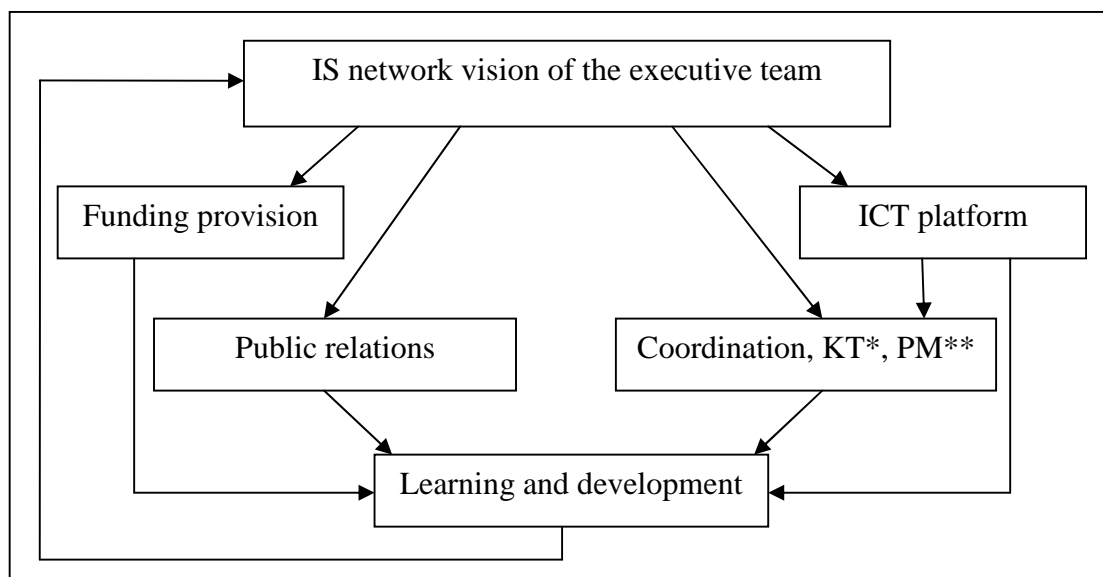 IS network vision of the executive team
Funding provision
ICT platform
Public relations
Coordination, KT*, PM**
Learning and development